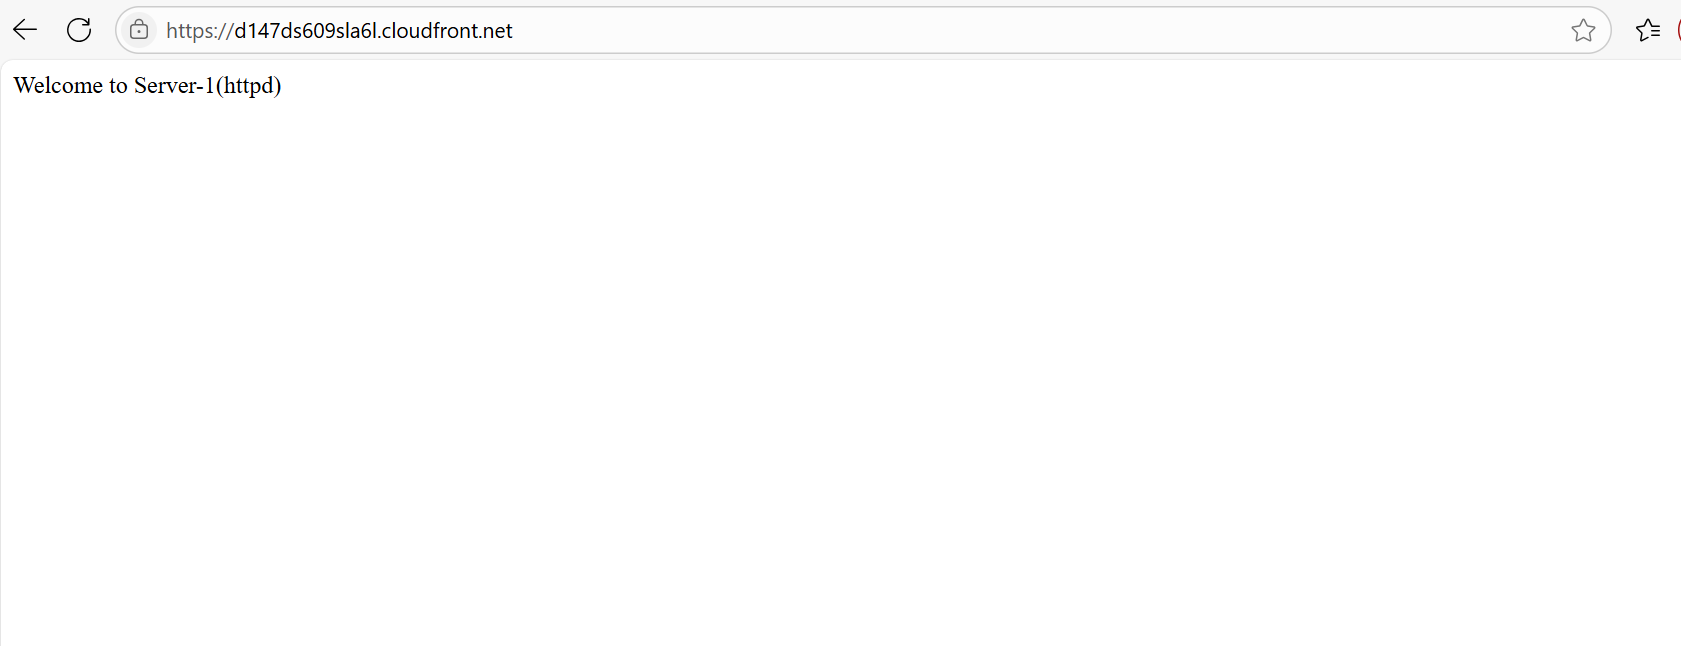 https://d147ds609sla6l.cloudfront.net
Welcome to Server-1(httpd)